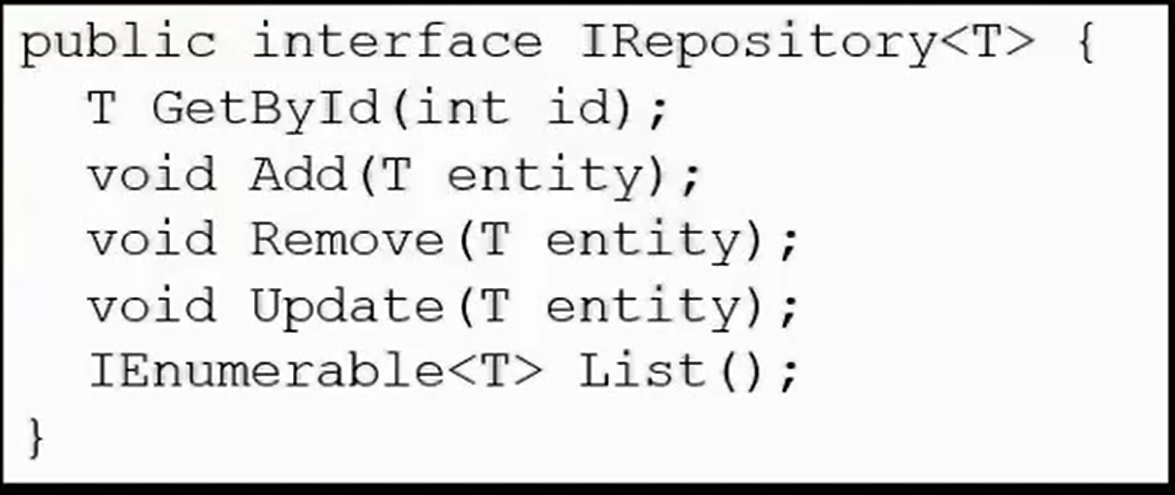 public interface IRepository<T> {
  T GetById(int id);
  void Add(T entity);
  void Remove(T entity);
  void Update(T entity);
  IEnumerable<T> List();
}